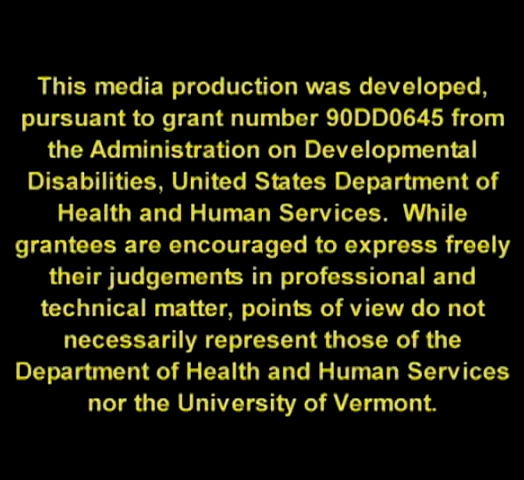 This media production was developed,
pursuant to grant number 90DD0645 from
the Administration on Developmental
Disabilities, United States Department of
Health and Human Services.  While
grantees are encouraged to express freely
their judgements in professional and
technical matter, points of view do not
necessarily represent those of the
Department of Health and Human Services
nor the University of Vermont.